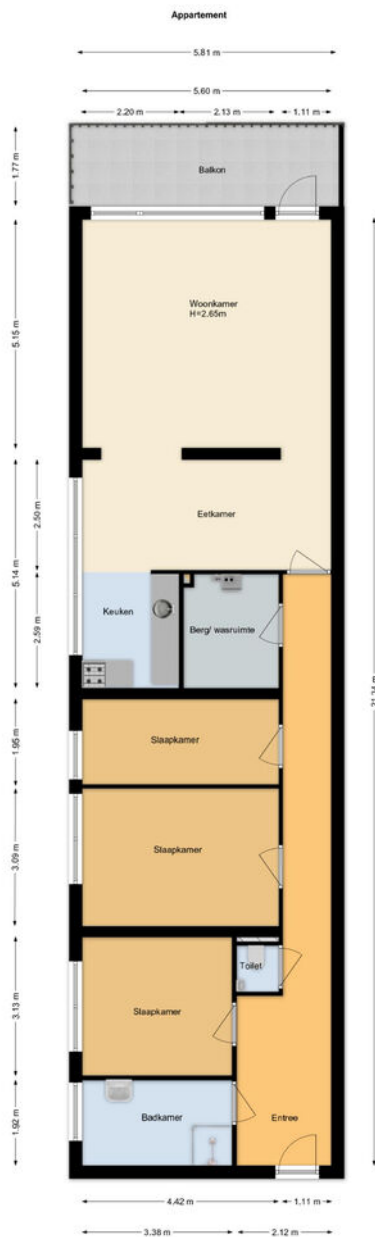 Appartement
5.81 m
5.60 m
2.20 m
2.13 m
1.11 m
1.77 m
Balkon
Woonkamer
H=2.65m
5.15 m
Eetkamer
2.50 m
5.14 m
2.59 m
Keuken
Berg/ wasruimte
21.24 m
1.95 m
Slaapkamer
3.09 m
Slaapkamer
3.13 m
Toilet
Slaapkamer
1.92 m
Badkamer
Entree
4.42 m
1.11 m
3.38 m
2.12 m